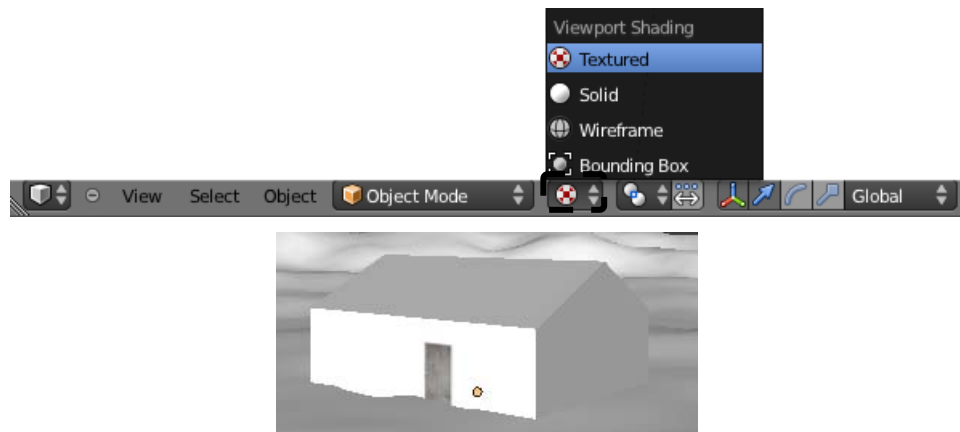 Viewport Shading
Textured
Solid
Wireframe
Bounding Box
View Select Object Object Mode Global